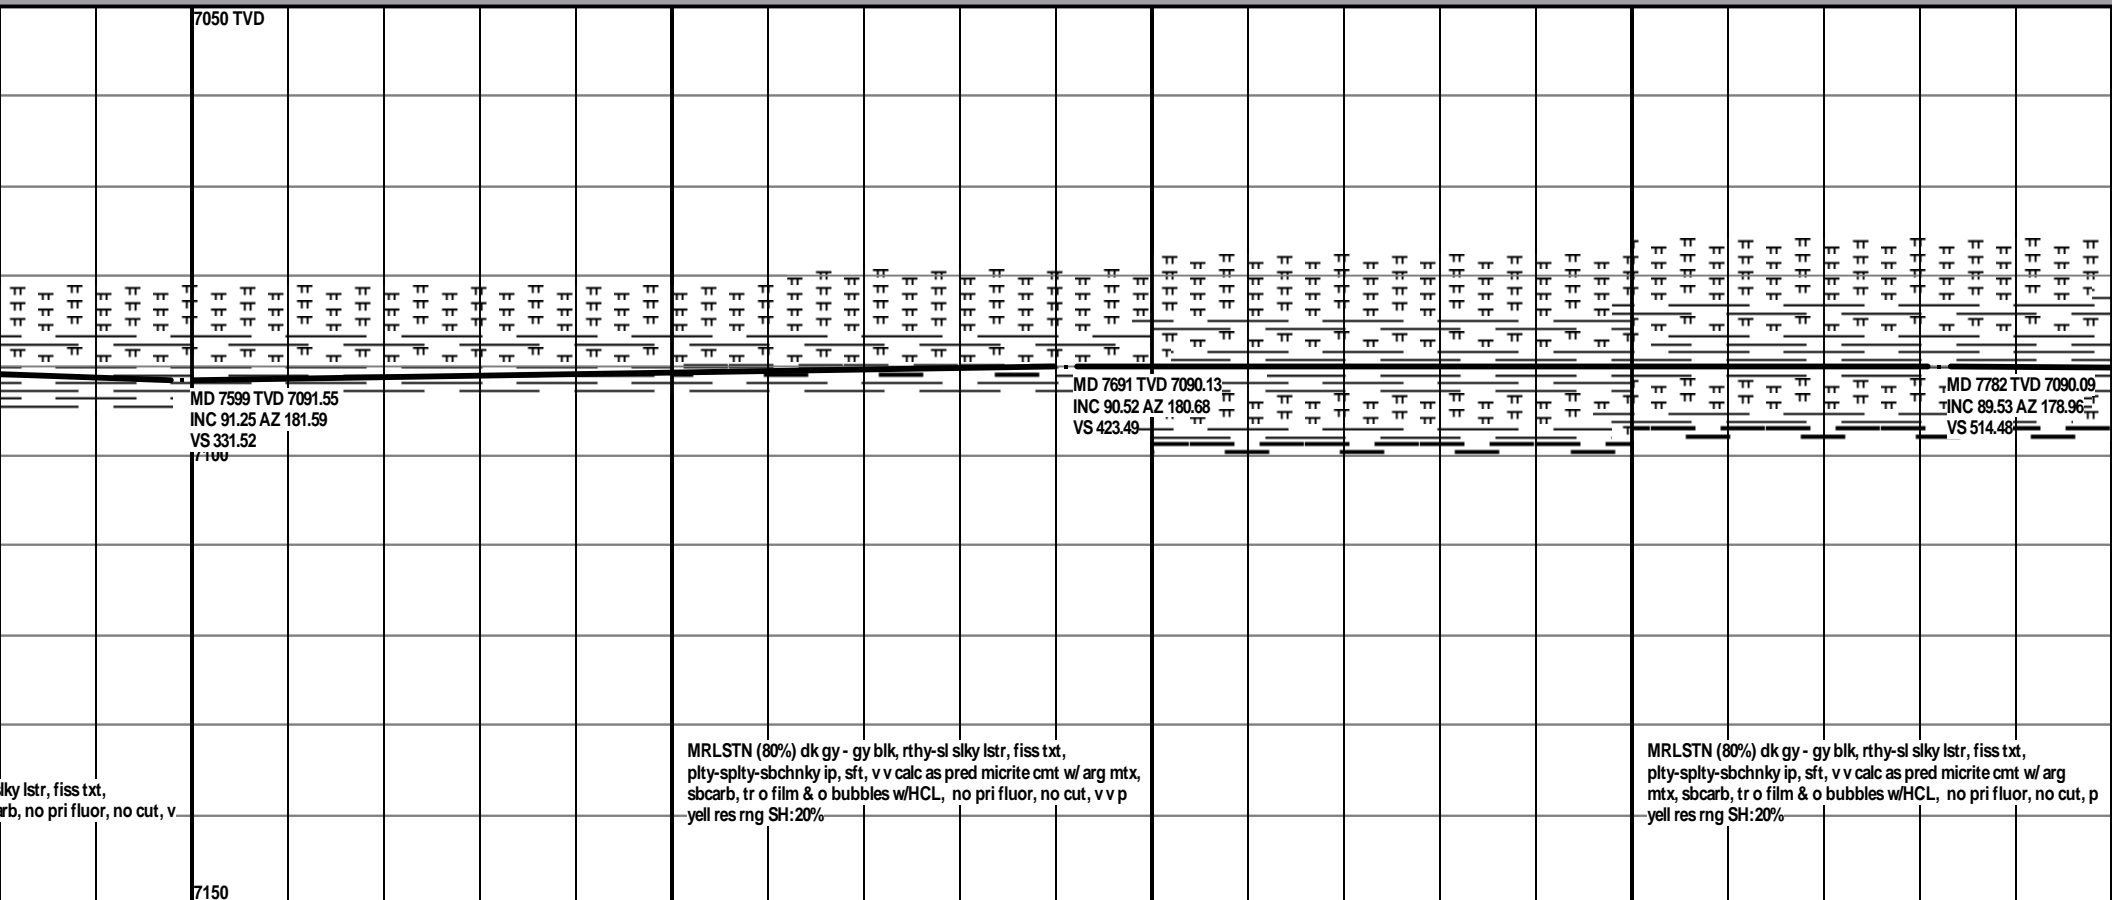 7050 TVD
MD 7599 TVD 7091.55
INC 91.25 AZ 181.59
VS 331.52
7100
MD 7691 TVD 7090.13
INC 90.52 AZ 180.68
VS 423.49
MD 7782 TVD 7090.09
INC 89.53 AZ 178.96
VS 514.48
lky lstr, fiss txt,
arb, no pri fluor, no cut, v
MRLSTN (80%) dk gy - gy blk, rthy-sl slky lstr, fiss txt,
plty-splty-sbchnky ip, sft, v v calc as pred micrite cmt w/ arg mtx,
sbcarb, tr o film & o bubbles w/HCL, no pri fluor, no cut, v v p
yell res rng SH:20%
MRLSTN (80%) dk gy - gy blk, rthy-sl slky lstr, fiss txt,
plty-splty-sbchnky ip, sft, v v calc as pred micrite cmt w/ arg
mtx, sbcarb, tr o film & o bubbles w/HCL, no pri fluor, no cut, p
yell res rng SH:20%
7150